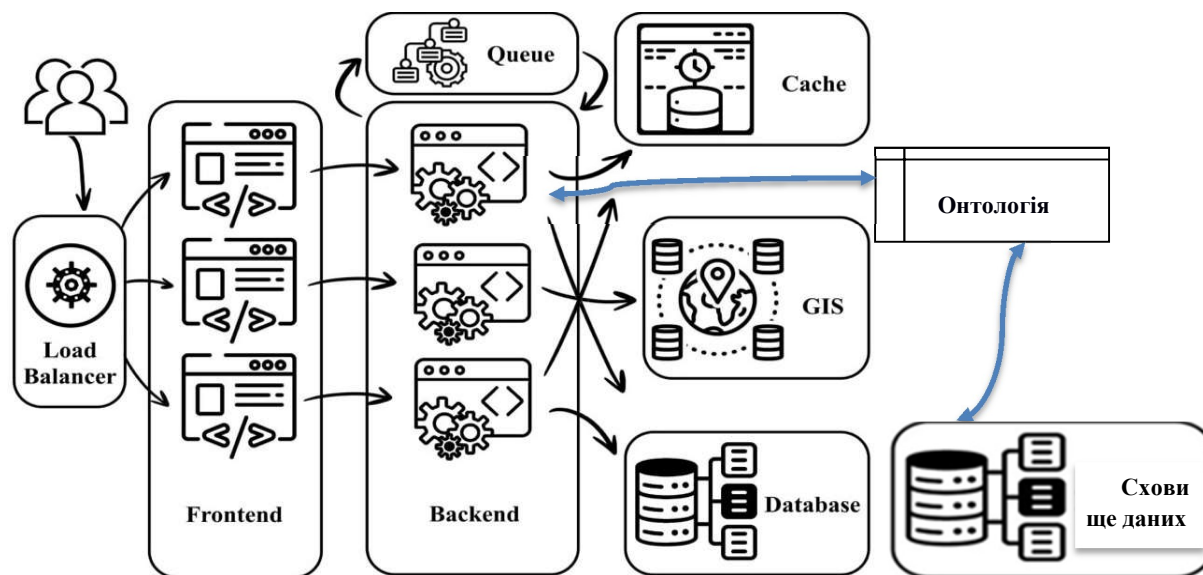 Queue
Cache
Онтологія
GIS
Load
Balancer
Frontend
Backend
Database
Схови
ще даних